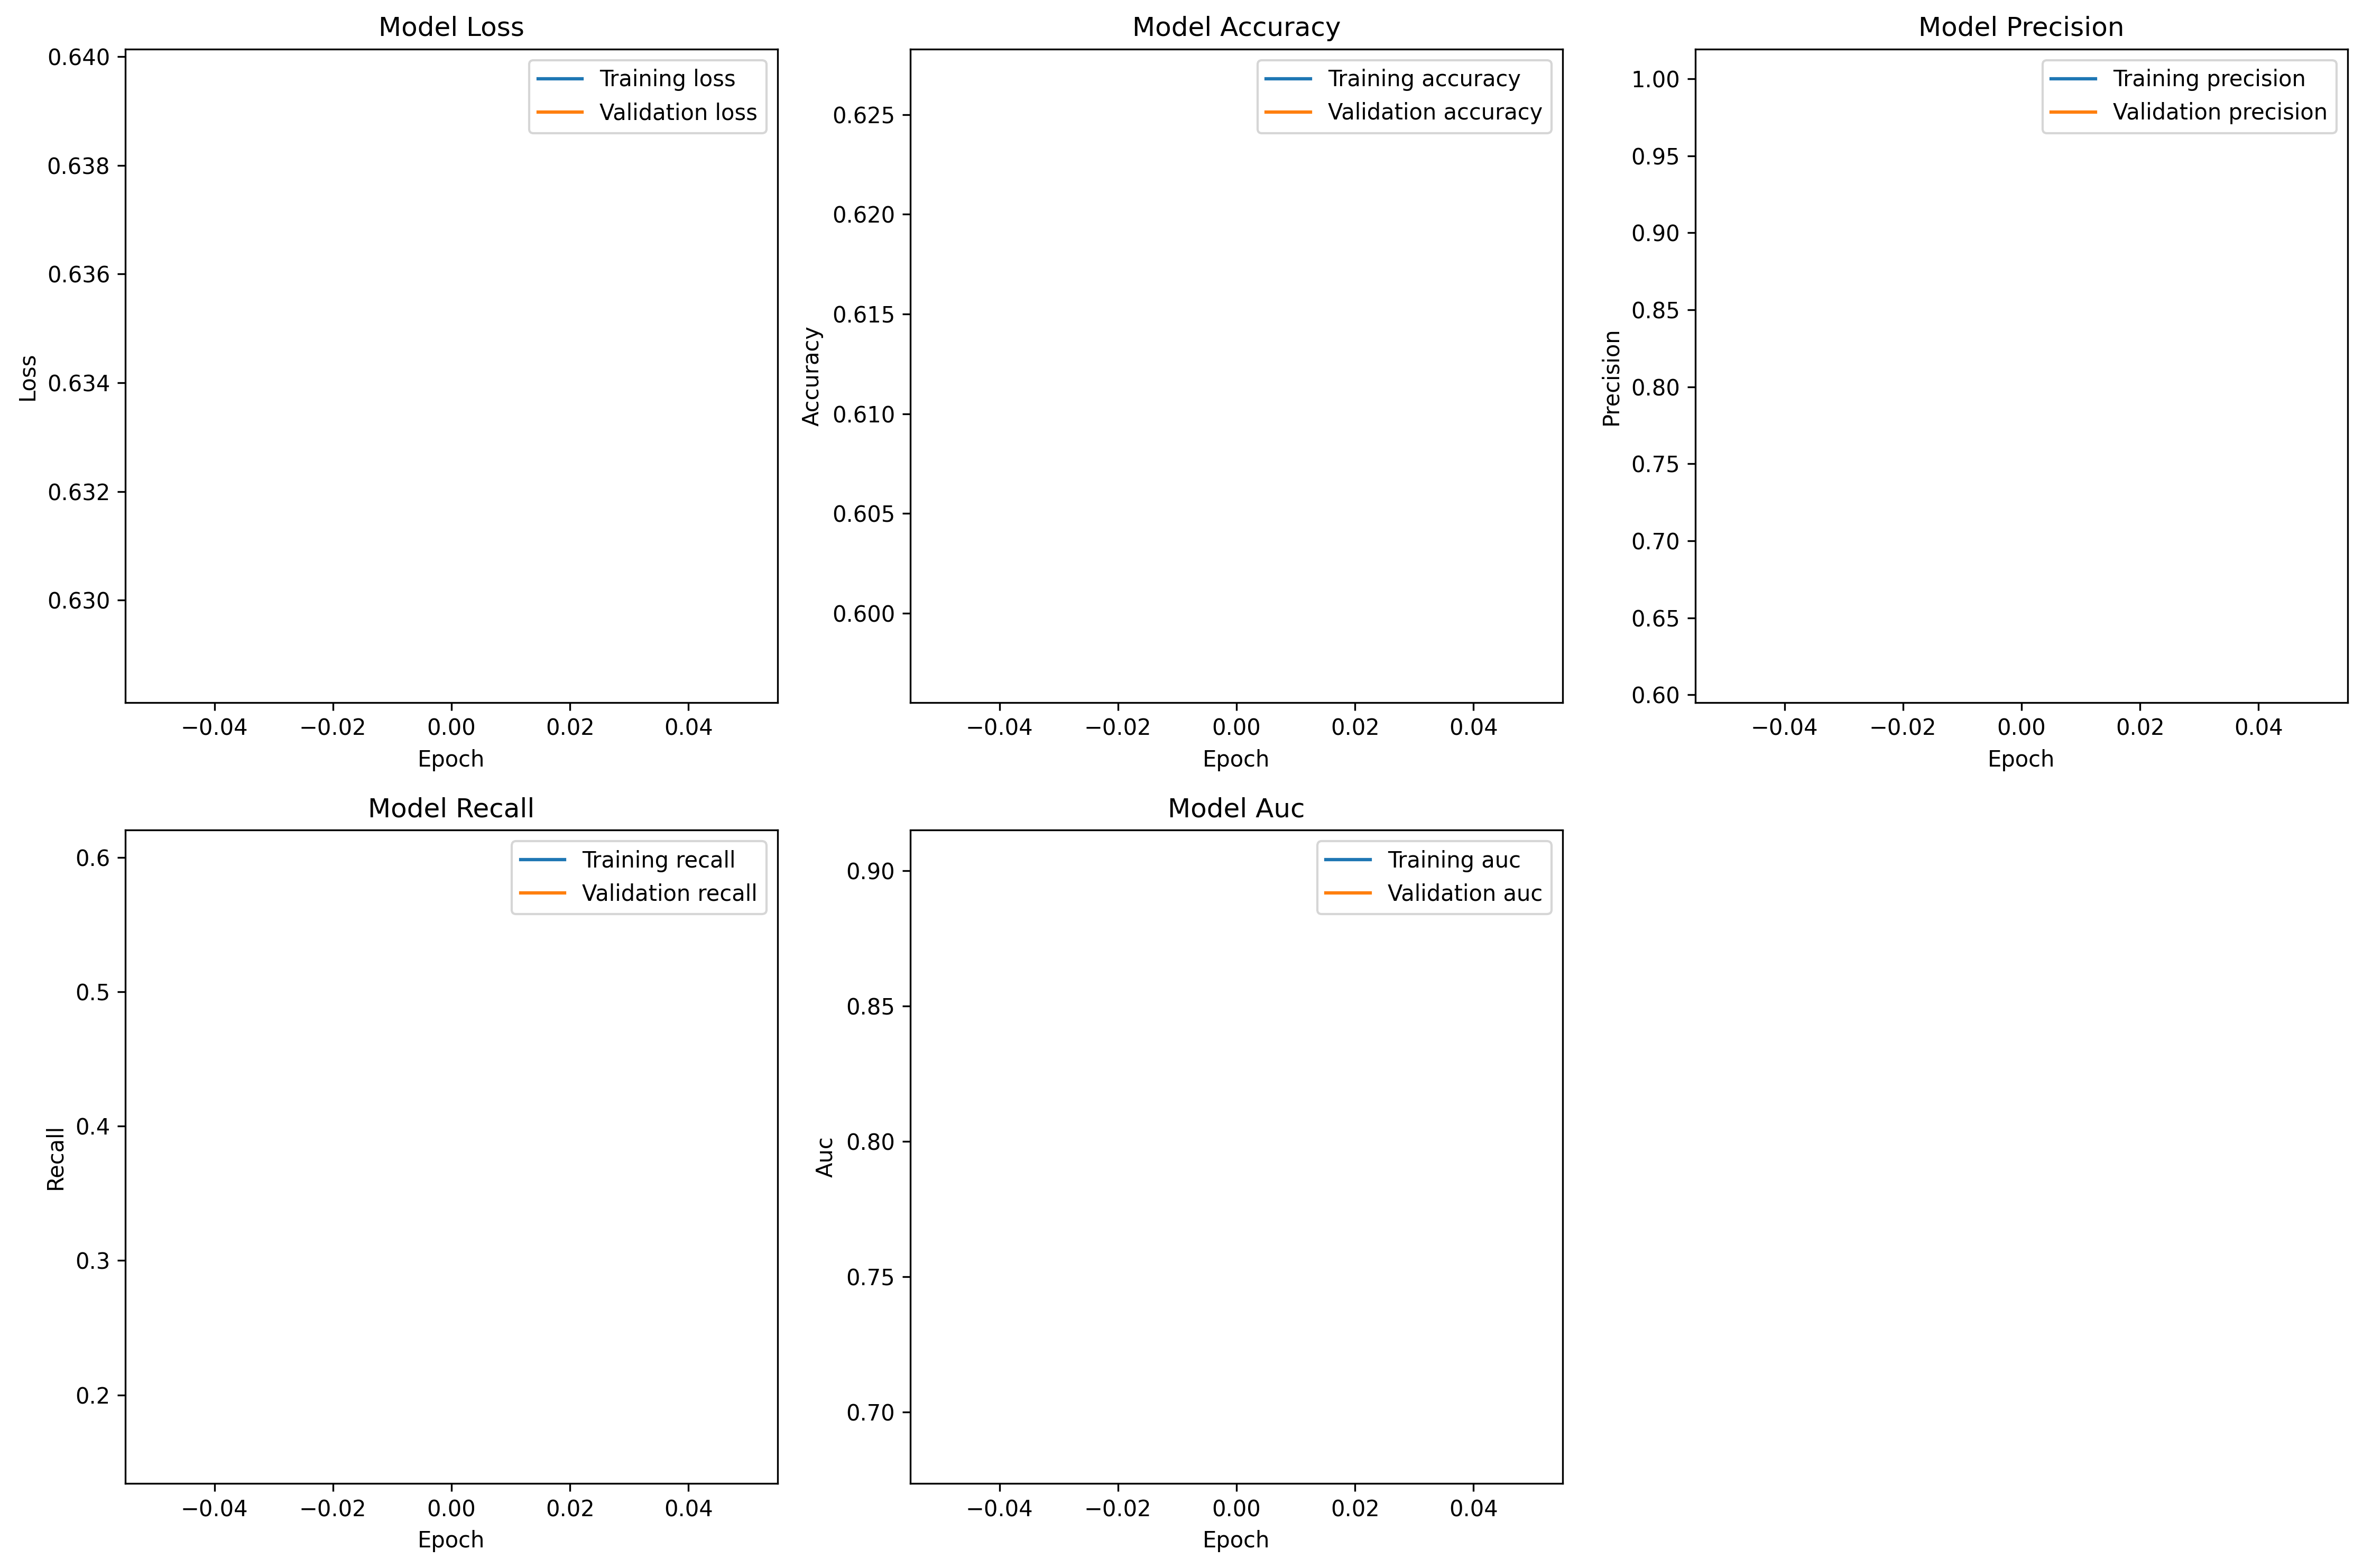 Model Loss
0.640
0.638
0.636
0.634
0.632
0.630
Loss
Training loss
Validation loss
−0.04 −0.02 0.00 0.02 0.04
Epoch
Model Accuracy
0.625
0.620
0.615
0.610
0.605
0.600
Accuracy
Training accuracy
Validation accuracy
−0.04 −0.02 0.00 0.02 0.04
Epoch
Model Precision
1.00
0.95
0.90
0.85
0.80
0.75
0.70
0.65
0.60
Precision
Training precision
Validation precision
−0.04 −0.02 0.00 0.02 0.04
Epoch
Model Recall
0.6
0.5
0.4
0.3
0.2
Recall
Training recall
Validation recall
−0.04 −0.02 0.00 0.02 0.04
Epoch
Model Auc
0.90
0.85
0.80
0.75
0.70
Auc
Training auc
Validation auc
−0.04 −0.02 0.00 0.02 0.04
Epoch